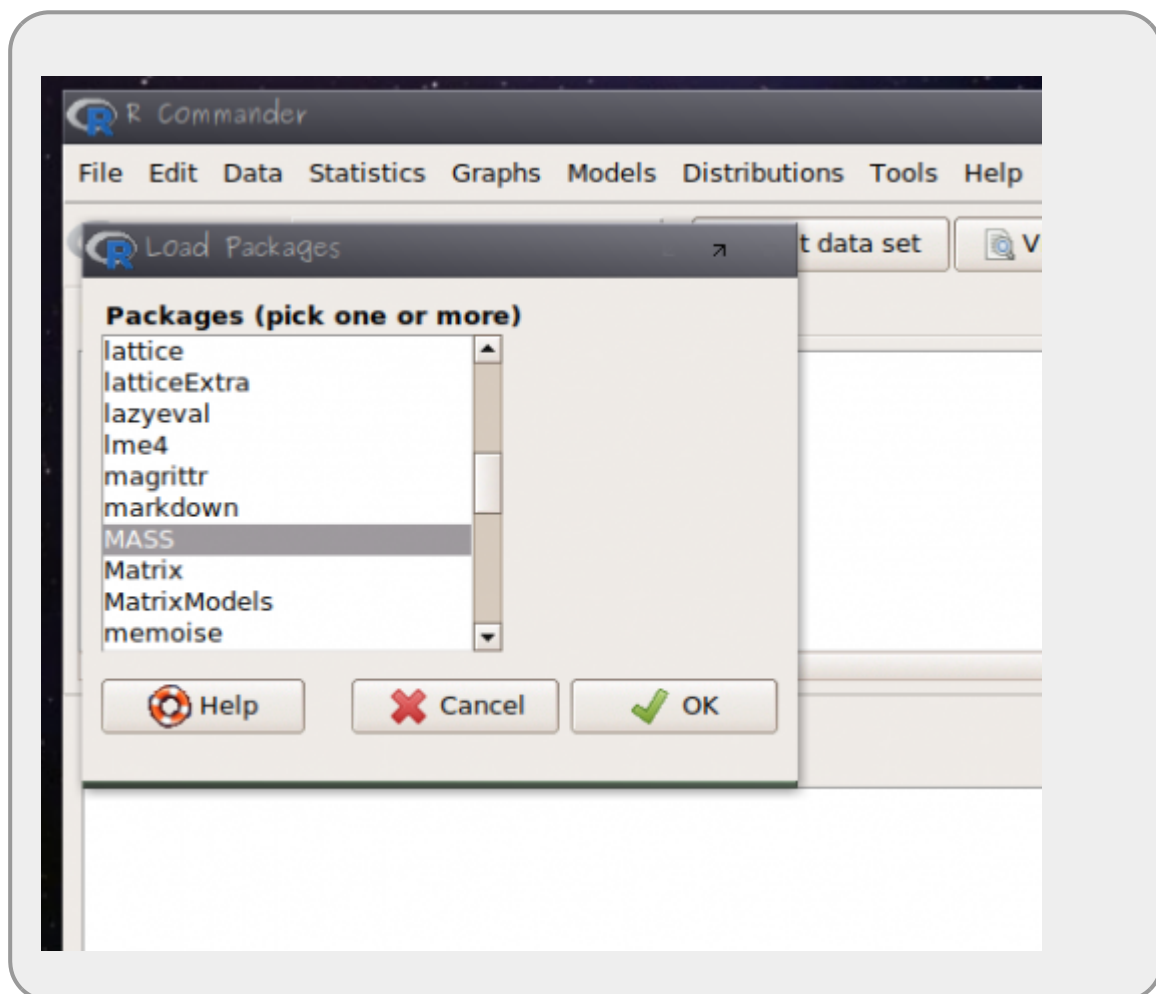 R Commander
File Edit Data Statistics Graphs Models Distributions Tools Help
Load Packages
t data set V
Packages (pick one or more)
lattice
latticeExtra
lazyeval
lme4
magrittr
markdown
MASS
Matrix
MatrixModels
memoise
Help Cancel OK